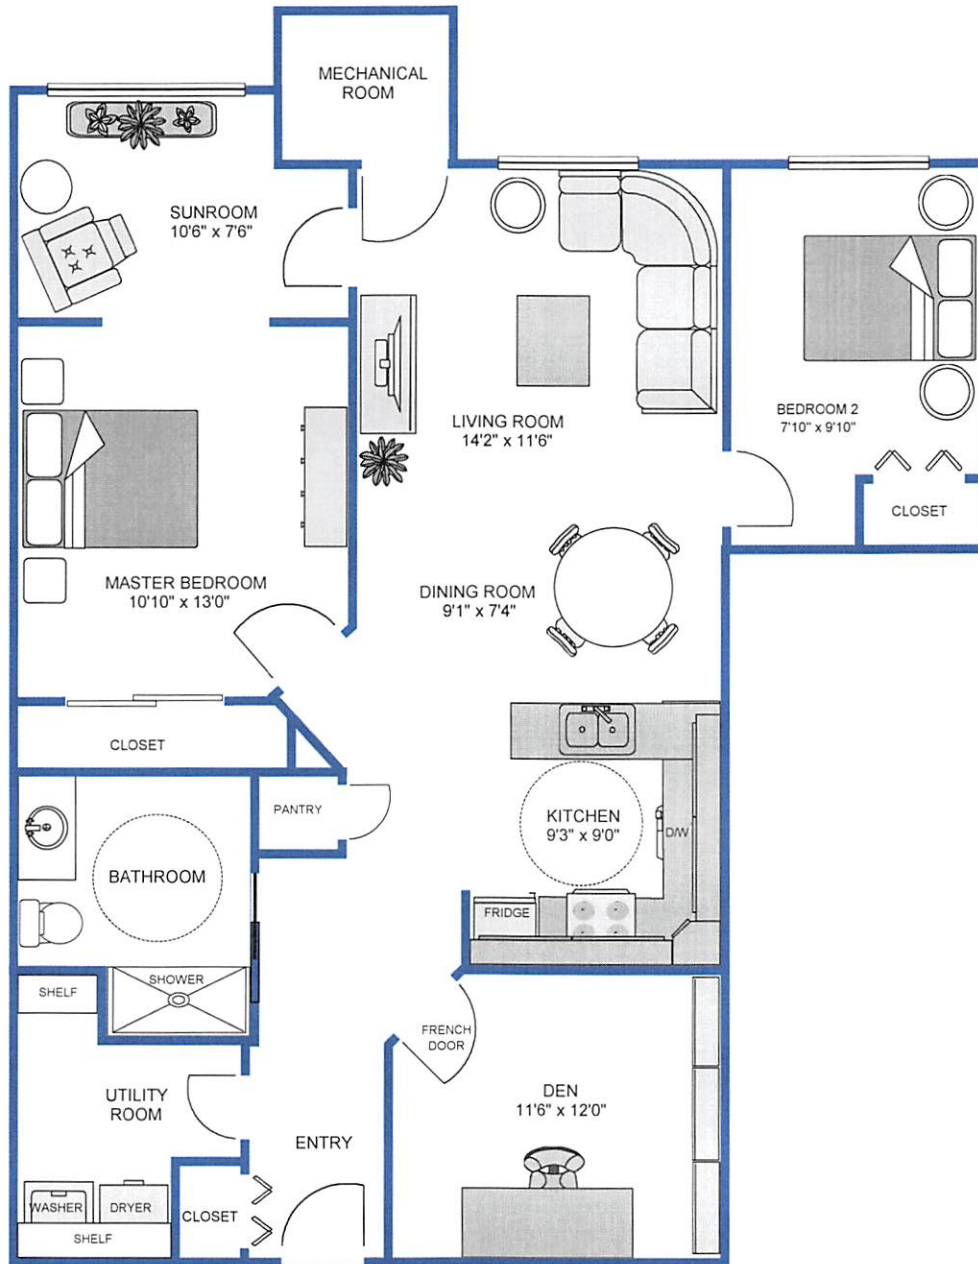 MECHANICAL
ROOM
SUNROOM
10'6" x 7'6"
LIVING ROOM
14'2" x 11'6"
BEDROOM 2
7'10" x 9'10"
CLOSET
MASTER BEDROOM
10'10" x 13'0"
DINING ROOM
9'1" x 7'4"
CLOSET
PANTRY
KITCHEN
9'3" x 9'0"
D/W
BATHROOM
FRIDGE
SHOWER
SHELF
FRENCH
DOOR
UTILITY
ROOM
DEN
11'6" x 12'0"
ENTRY
WASHER
DRYER
CLOSET
SHELF